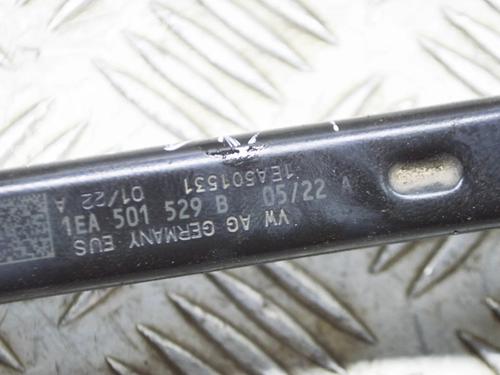 1EA 501 529 B   05/22 A
VW AG GERMANY EUS
1EA501531
01/22 A